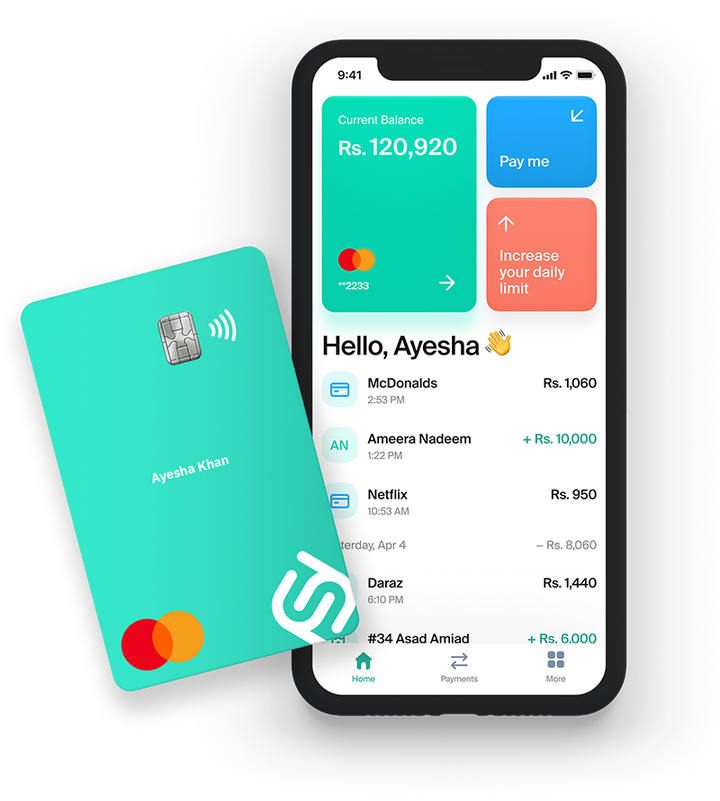 9:41
Current Balance
Rs. 120,920
**2233
Pay me
Increase
your daily
limit
Hello, Ayesha 👋
McDonalds
Rs. 1,060
2:53 PM
AN
Ameera Nadeem
+ Rs. 10,000
1:22 PM
Netflix
Rs. 950
10:53 AM
terday, Apr 4
– Rs. 8,060
Daraz
Rs. 1,440
6:10 PM
#34 Asad Amjad
+ Rs. 6,000
Home
Payments
More
Ayesha Khan